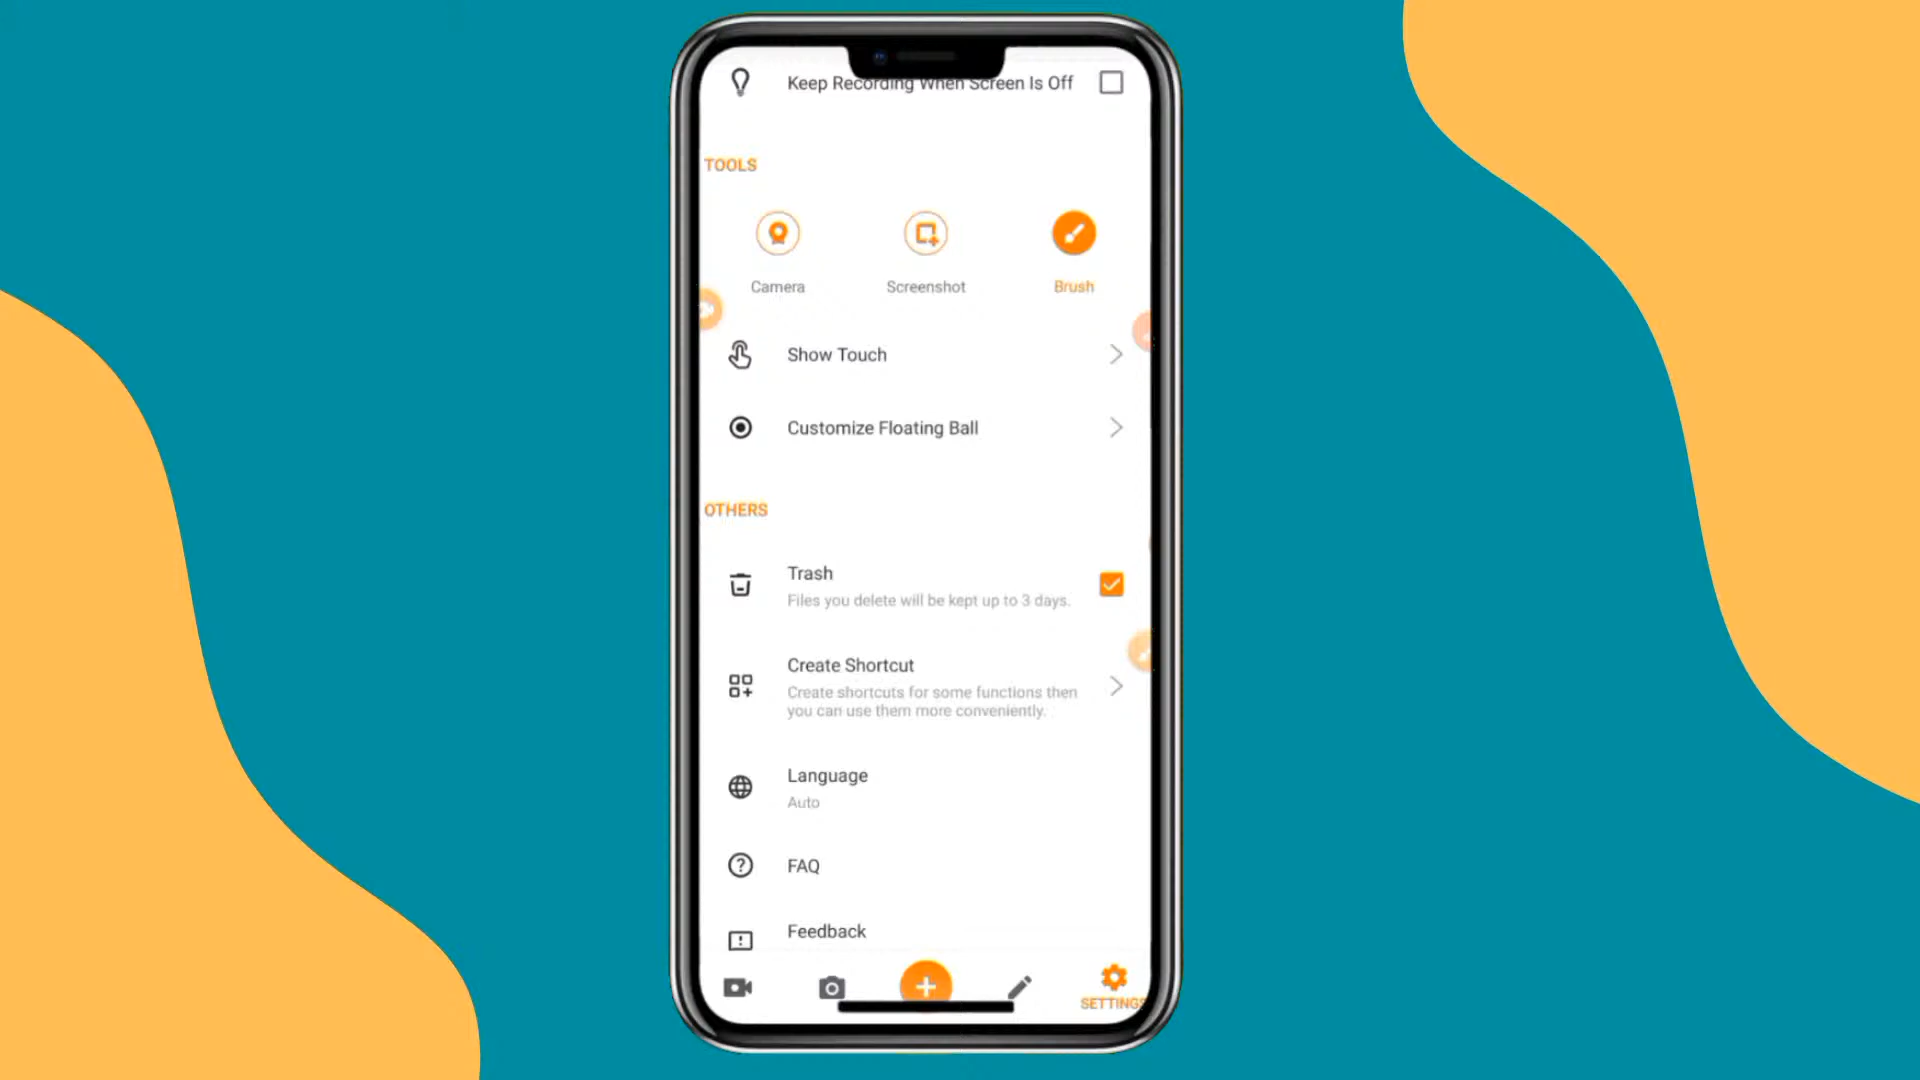 Keep Recording When Screen Is Off
TOOLS
Camera
Screenshot
Brush
Show Touch
Customize Floating Ball
OTHERS
Trash
Files you delete will be kept up to 3 days.
Create Shortcut
Create shortcuts for some functions then
you can use them more conveniently.
Language
Auto
FAQ
Feedback
SETTINGS